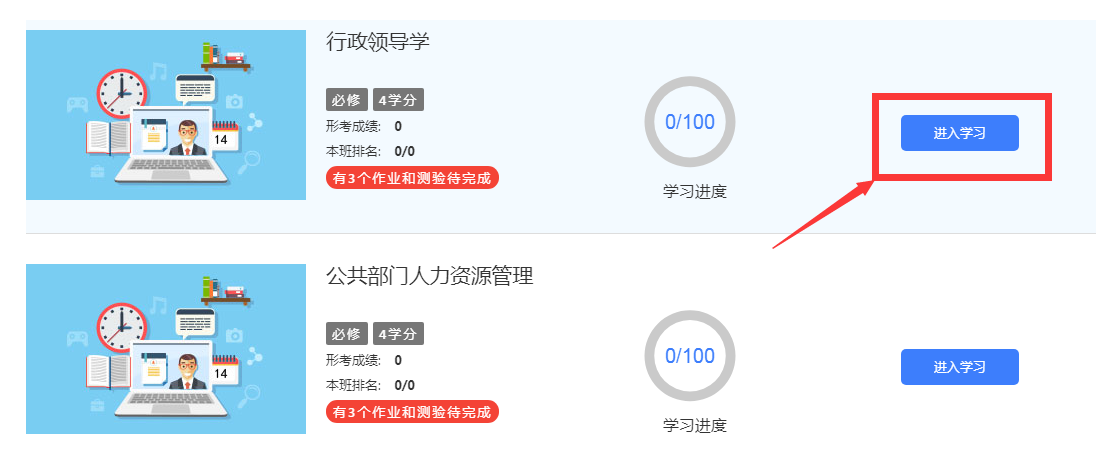 行政领导学
必修 4学分
形考成绩: 0
本班排名: 0/0
有3个作业和测验待完成
0/100
学习进度
进入学习
14
公共部门人力资源管理
必修 4学分
形考成绩: 0
本班排名: 0/0
有3个作业和测验待完成
0/100
学习进度
进入学习
14